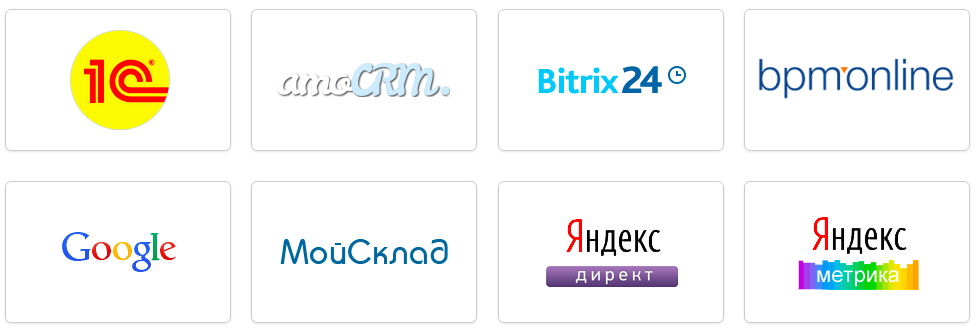 1С®
amoCRM.
Bitrix24
bpm'online
Google
МойСклад
Яндекс
директ
Яндекс
метрика